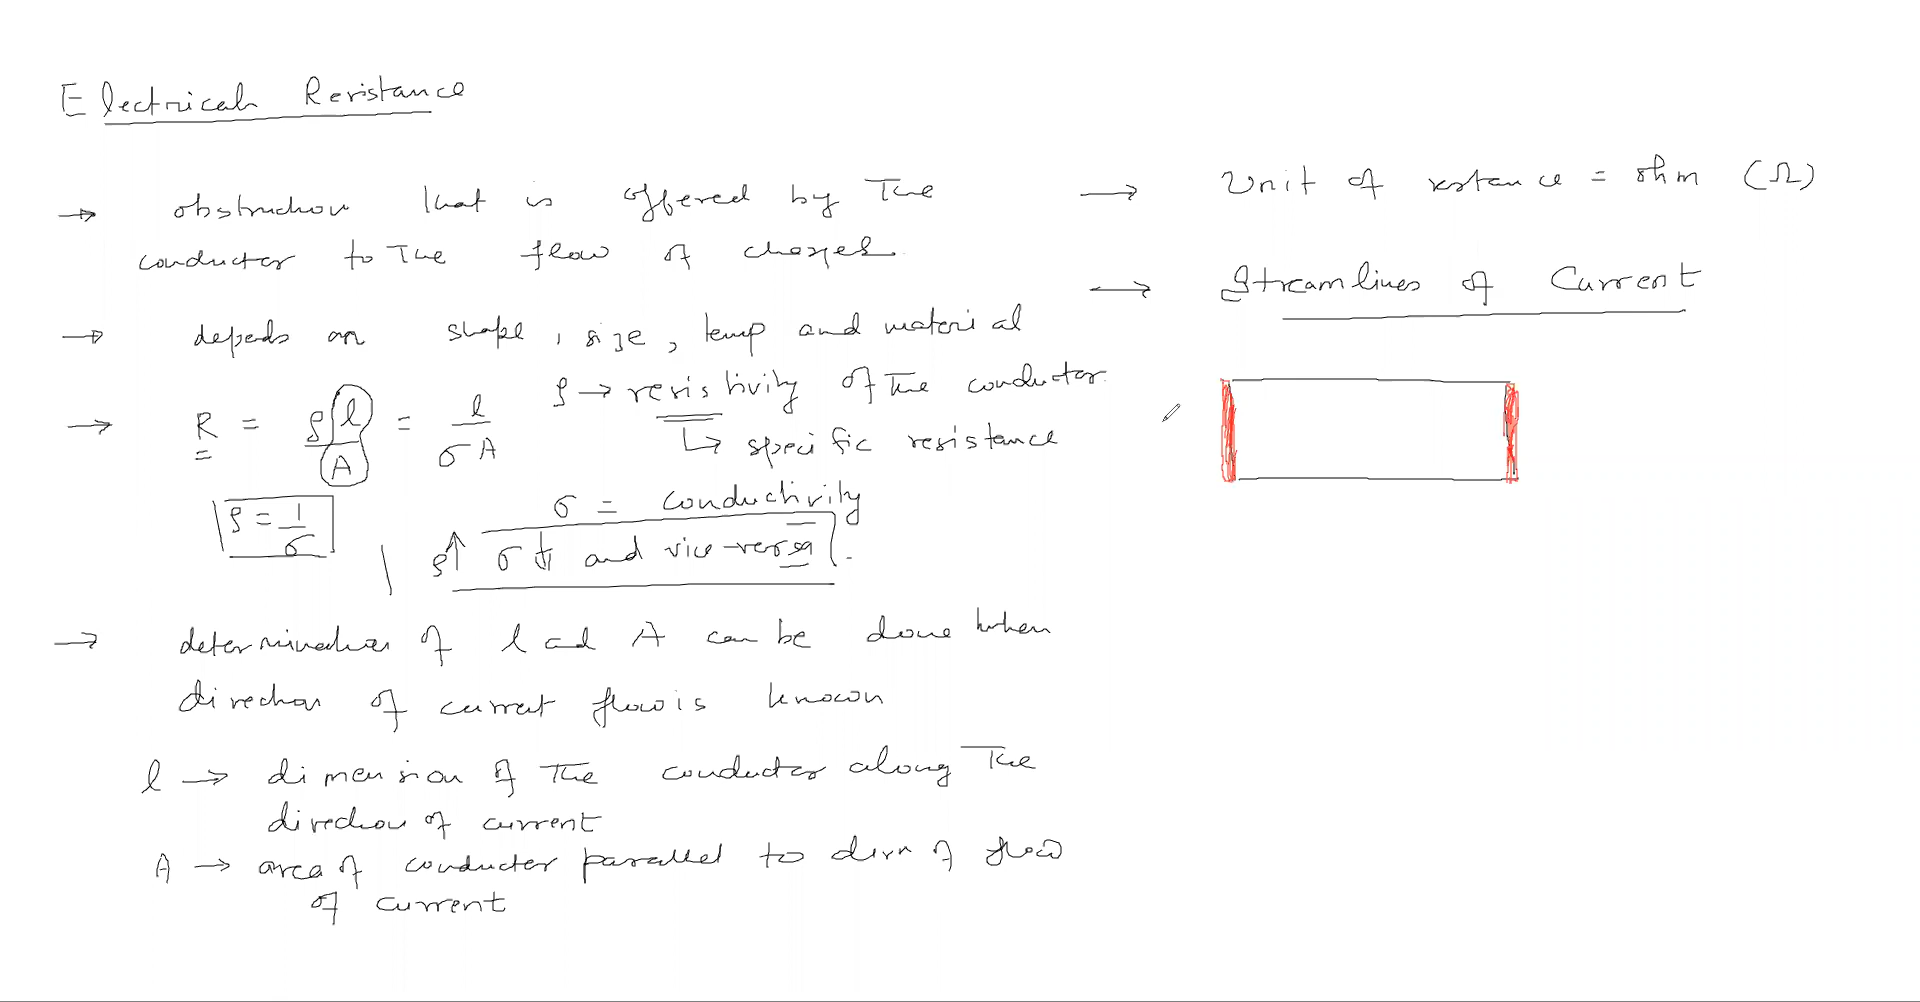 Electrical Resistance
→ obstruction that is offered by the
conductor to the flow of charges.
→ depends on shape, size, temp and material
→ R = ρl/A = l/σA
ρ → resistivity of the conductor.
↳ specific resistance
σ = conductivity
ρ = 1/σ
ρ↑ σ↓ and vice-versa.
→ determination of l and A can be done when
direction of current flow is known
l → dimension of the conductor along the
direction of current
A → area of conductor parallel to dirn of flow
of current
→ Unit of restance = ohm (Ω)
→ Streamlines of Current